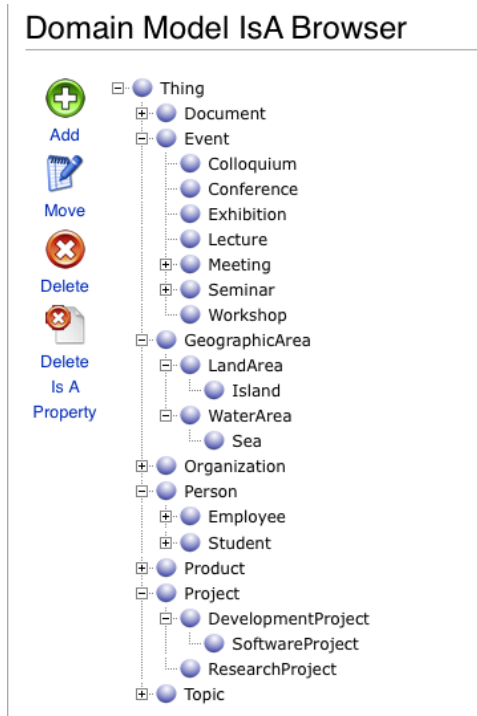 Domain Model IsA Browser
Add
Move
Delete
Delete
Is A
Property
Thing
Document
Event
Colloquium
Conference
Exhibition
Lecture
Meeting
Seminar
Workshop
GeographicArea
LandArea
Island
WaterArea
Sea
Organization
Person
Employee
Student
Product
Project
DevelopmentProject
SoftwareProject
ResearchProject
Topic